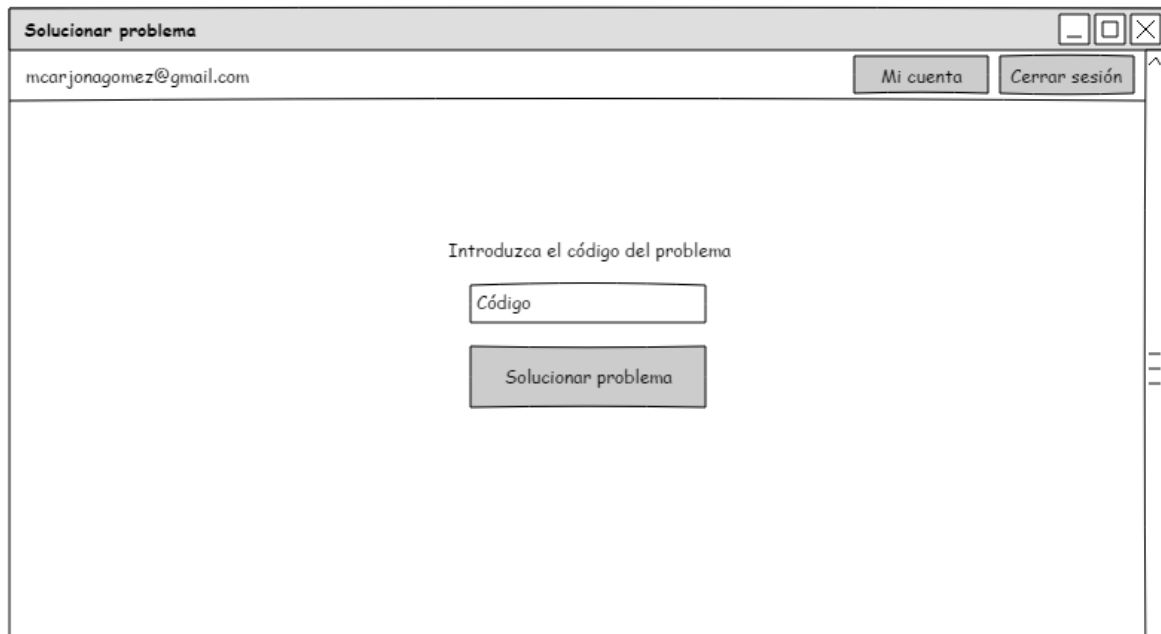 Solucionar problema
mcarjonagomez@gmail.com
Mi cuenta
Cerrar sesión
Introduzca el código del problema
Código
Solucionar problema